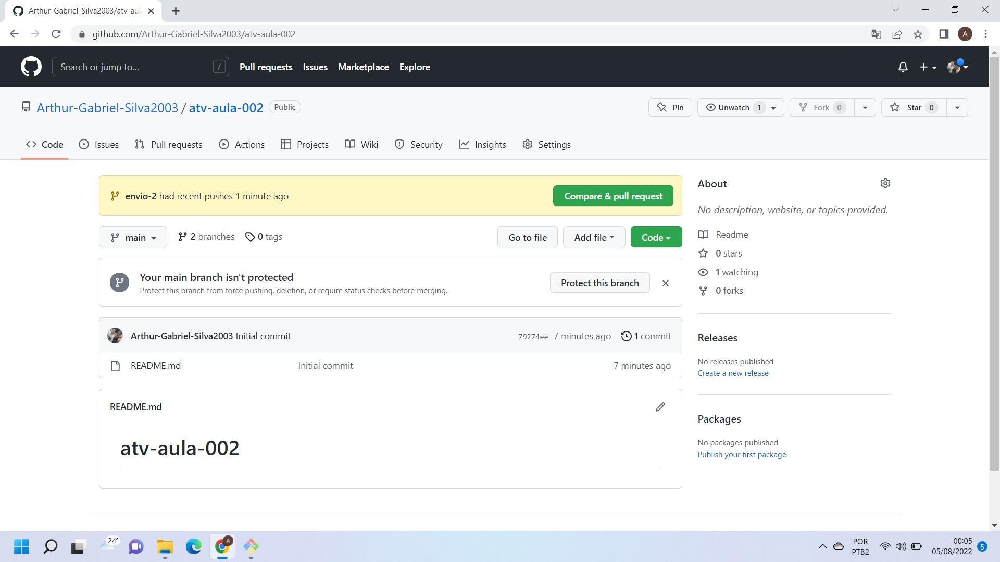 Arthur-Gabriel-Silva2003/atv-aul
github.com/Arthur-Gabriel-Silva2003/atv-aula-002
A
Search or jump to... /
Pull requests Issues Marketplace Explore
Arthur-Gabriel-Silva2003 / atv-aula-002 Public
Pin Unwatch 1 Fork 0 Star 0
Code Issues Pull requests Actions Projects Wiki Security Insights Settings
envio-2 had recent pushes 1 minute ago Compare & pull request
main 2 branches 0 tags Go to file Add file Code
Your main branch isn't protected
Protect this branch from force pushing, deletion, or require status checks before merging.
Protect this branch
Arthur-Gabriel-Silva2003 Initial commit 79274ee 7 minutes ago 1 commit
README.md Initial commit 7 minutes ago
README.md
atv-aula-002
About
No description, website, or topics provided.
Readme
0 stars
1 watching
0 forks
Releases
No releases published
Create a new release
Packages
No packages published
Publish your first package
24°
A
POR
PTB2
00:05
05/08/2022
5